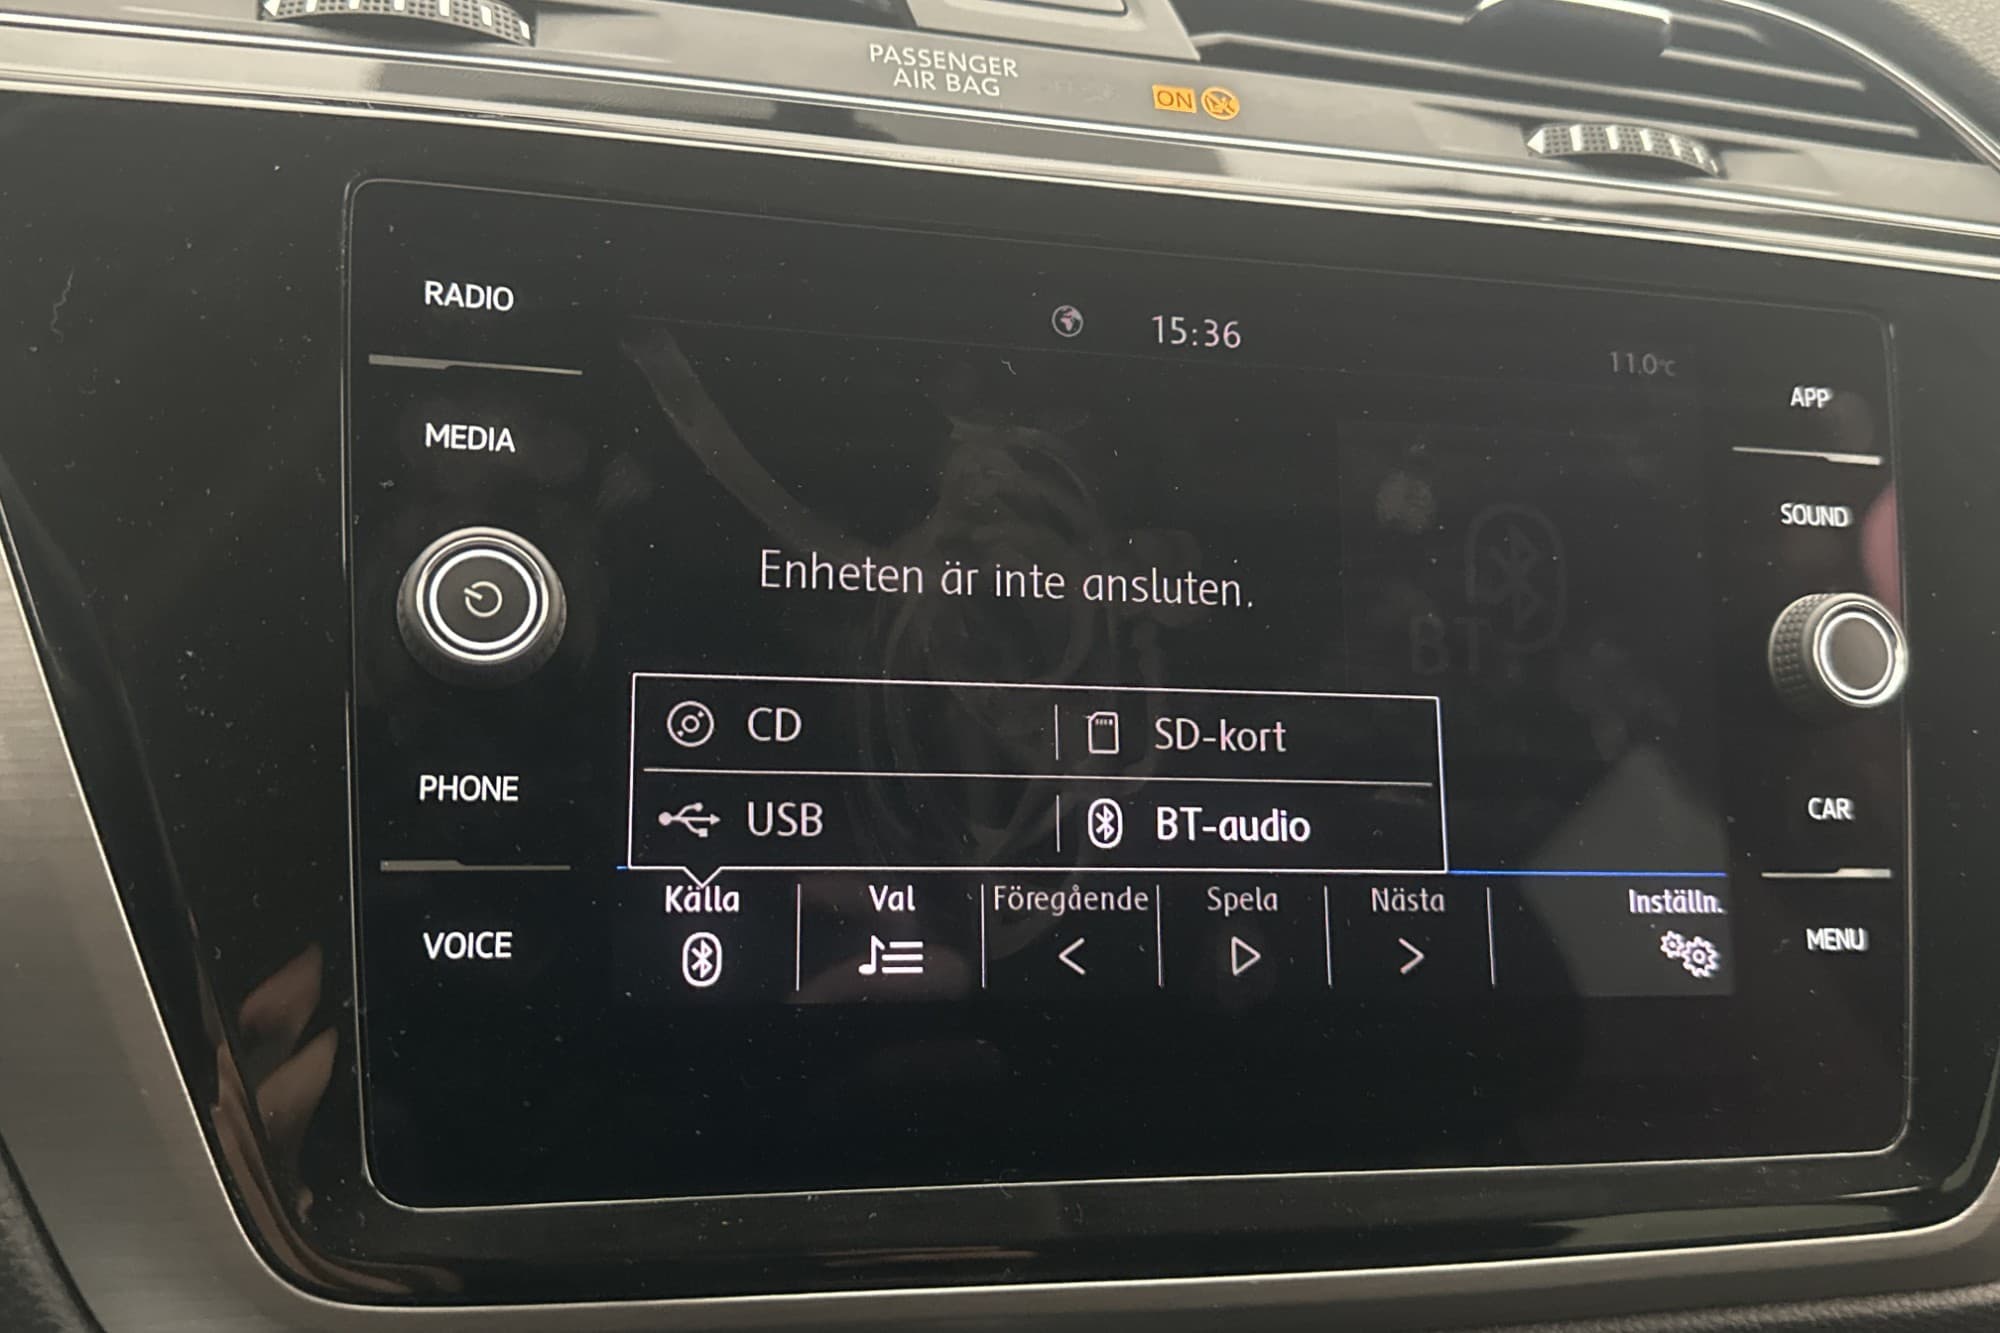 PASSENGER
AIR BAG
ON
RADIO
15:36
11.0°C
APP
MEDIA
SOUND
Enheten är inte ansluten.
BT
CD
SD-kort
PHONE
USB
BT-audio
CAR
Källa
Val
Föregående
Spela
Nästa
Inställn.
VOICE
MENU